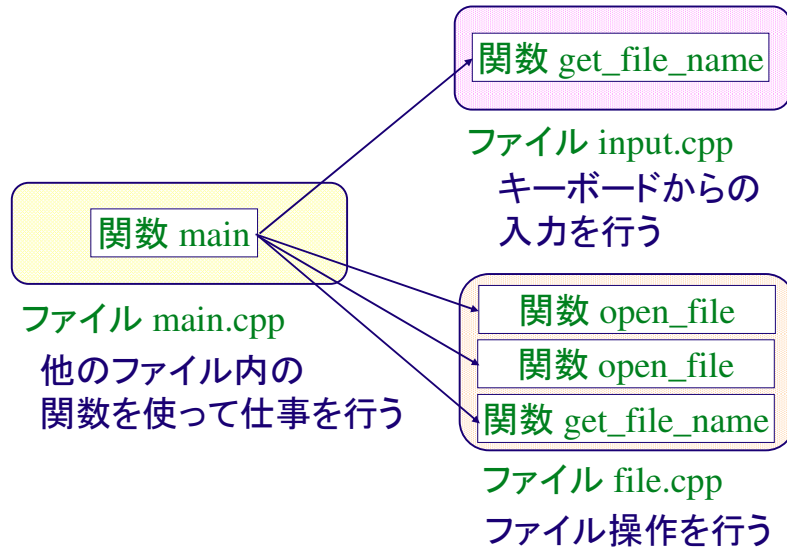 関数 get_file_name
ファイル input.cpp
キーボードからの
入力を行う
関数 main
ファイル main.cpp
他のファイル内の
関数を使って仕事を行う
関数 open_file
関数 open_file
関数 get_file_name
ファイル file.cpp
ファイル操作を行う